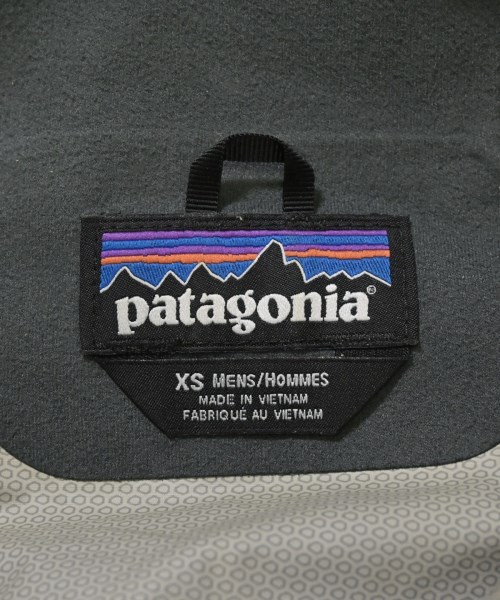 patagonia®
XS MENS/HOMMES
MADE IN VIETNAM
FABRIQUÉ AU VIETNAM